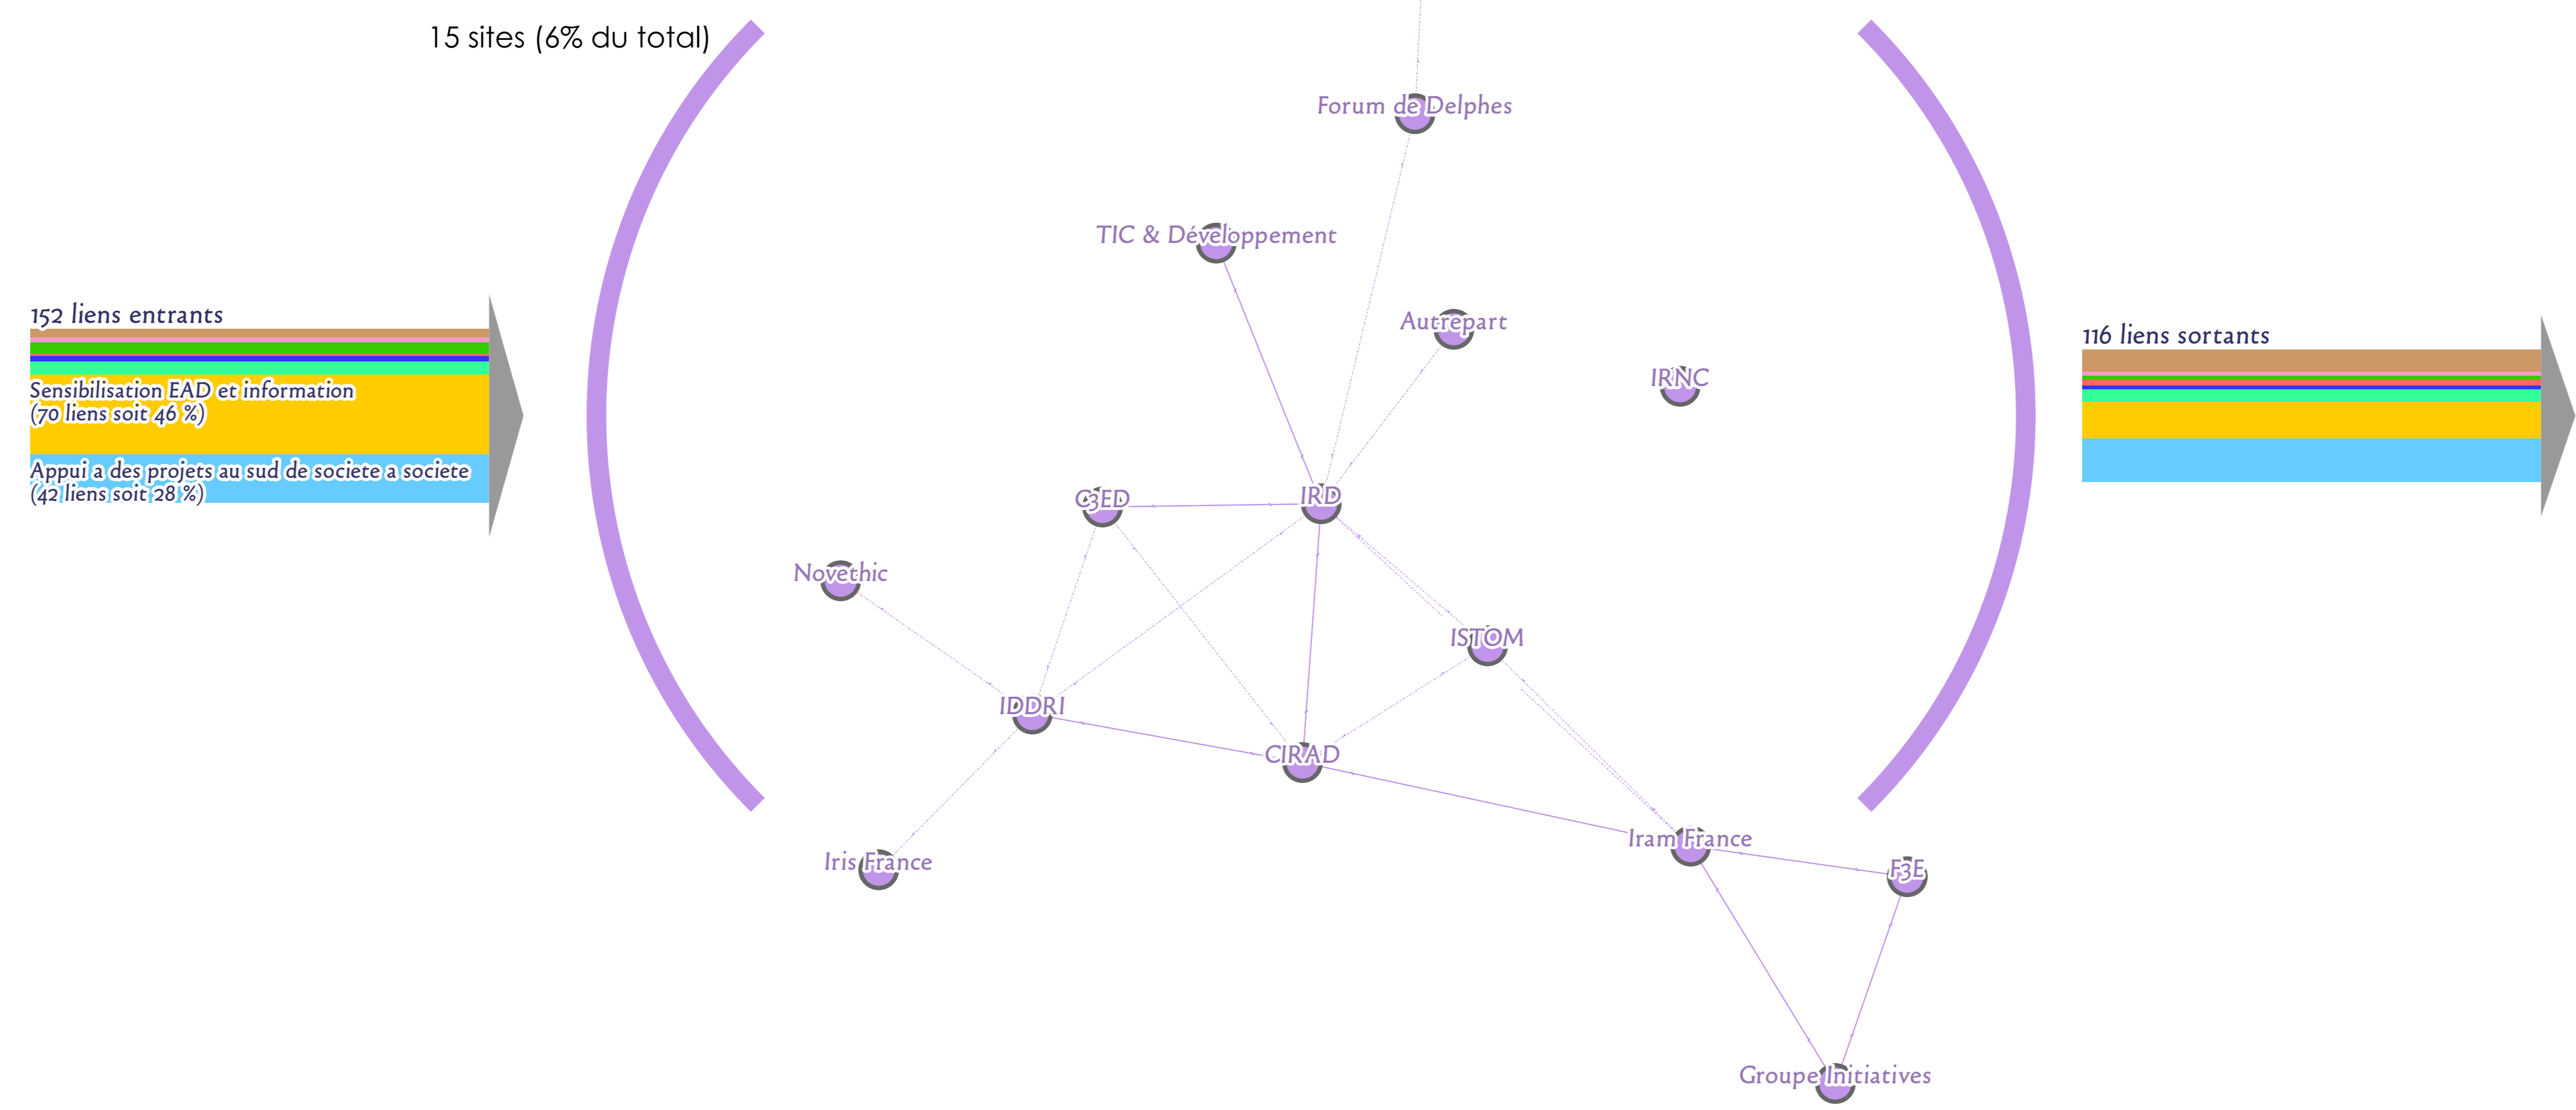 15 sites (6% du total)
Forum de Delphes
TIC & Développement
152 liens entrants
Autrepart
116 liens sortants
IRNC
Sensibilisation EAD et information
(70 liens soit 46 %)
Appui a des projets au sud de societe a societe
(42 liens soit 28 %)
C3ED
IRD
Novethic
ISTOM
IDDRI
CIRAD
Iram France
Iris France
F3E
Groupe Initiatives